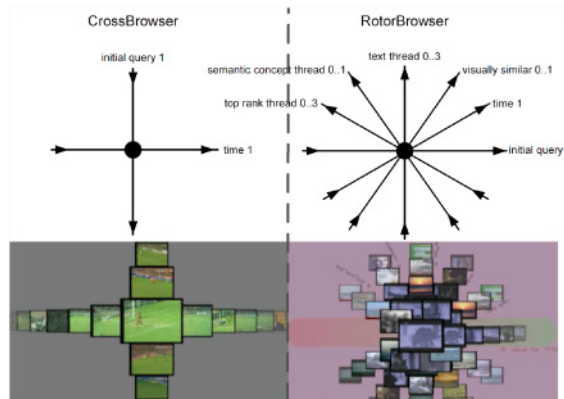 CrossBrowser
RotorBrowser
initial query 1
text thread 0..3
semantic concept thread 0..1
visually similar 0..1
top rank thread 0..3
time 1
time 1
initial query